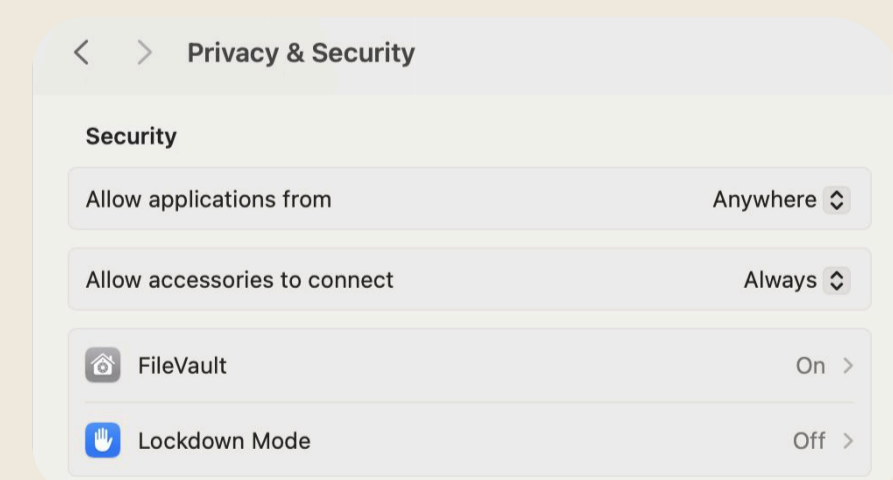 Privacy & Security
Security
Allow applications from Anywhere
Allow accessories to connect Always
FileVault On
Lockdown Mode Off